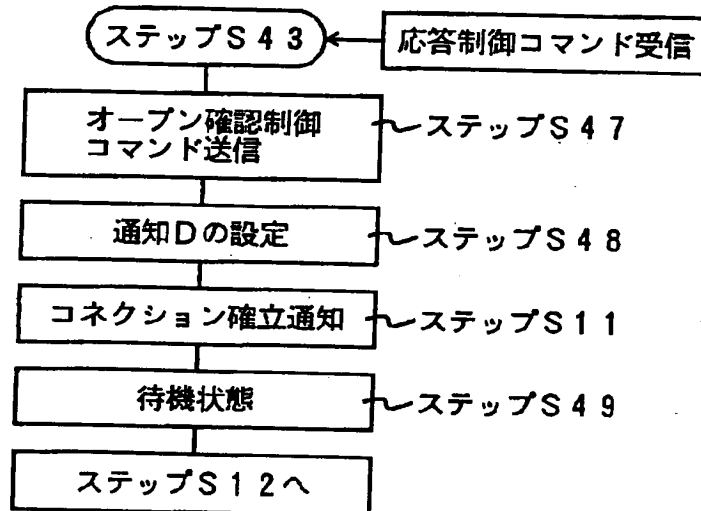 ステップS43
応答制御コマンド受信
オープン確認制御
コマンド送信
ステップS47
通知Dの設定
ステップS48
コネクション確立通知
ステップS11
待機状態
ステップS49
ステップS12へ